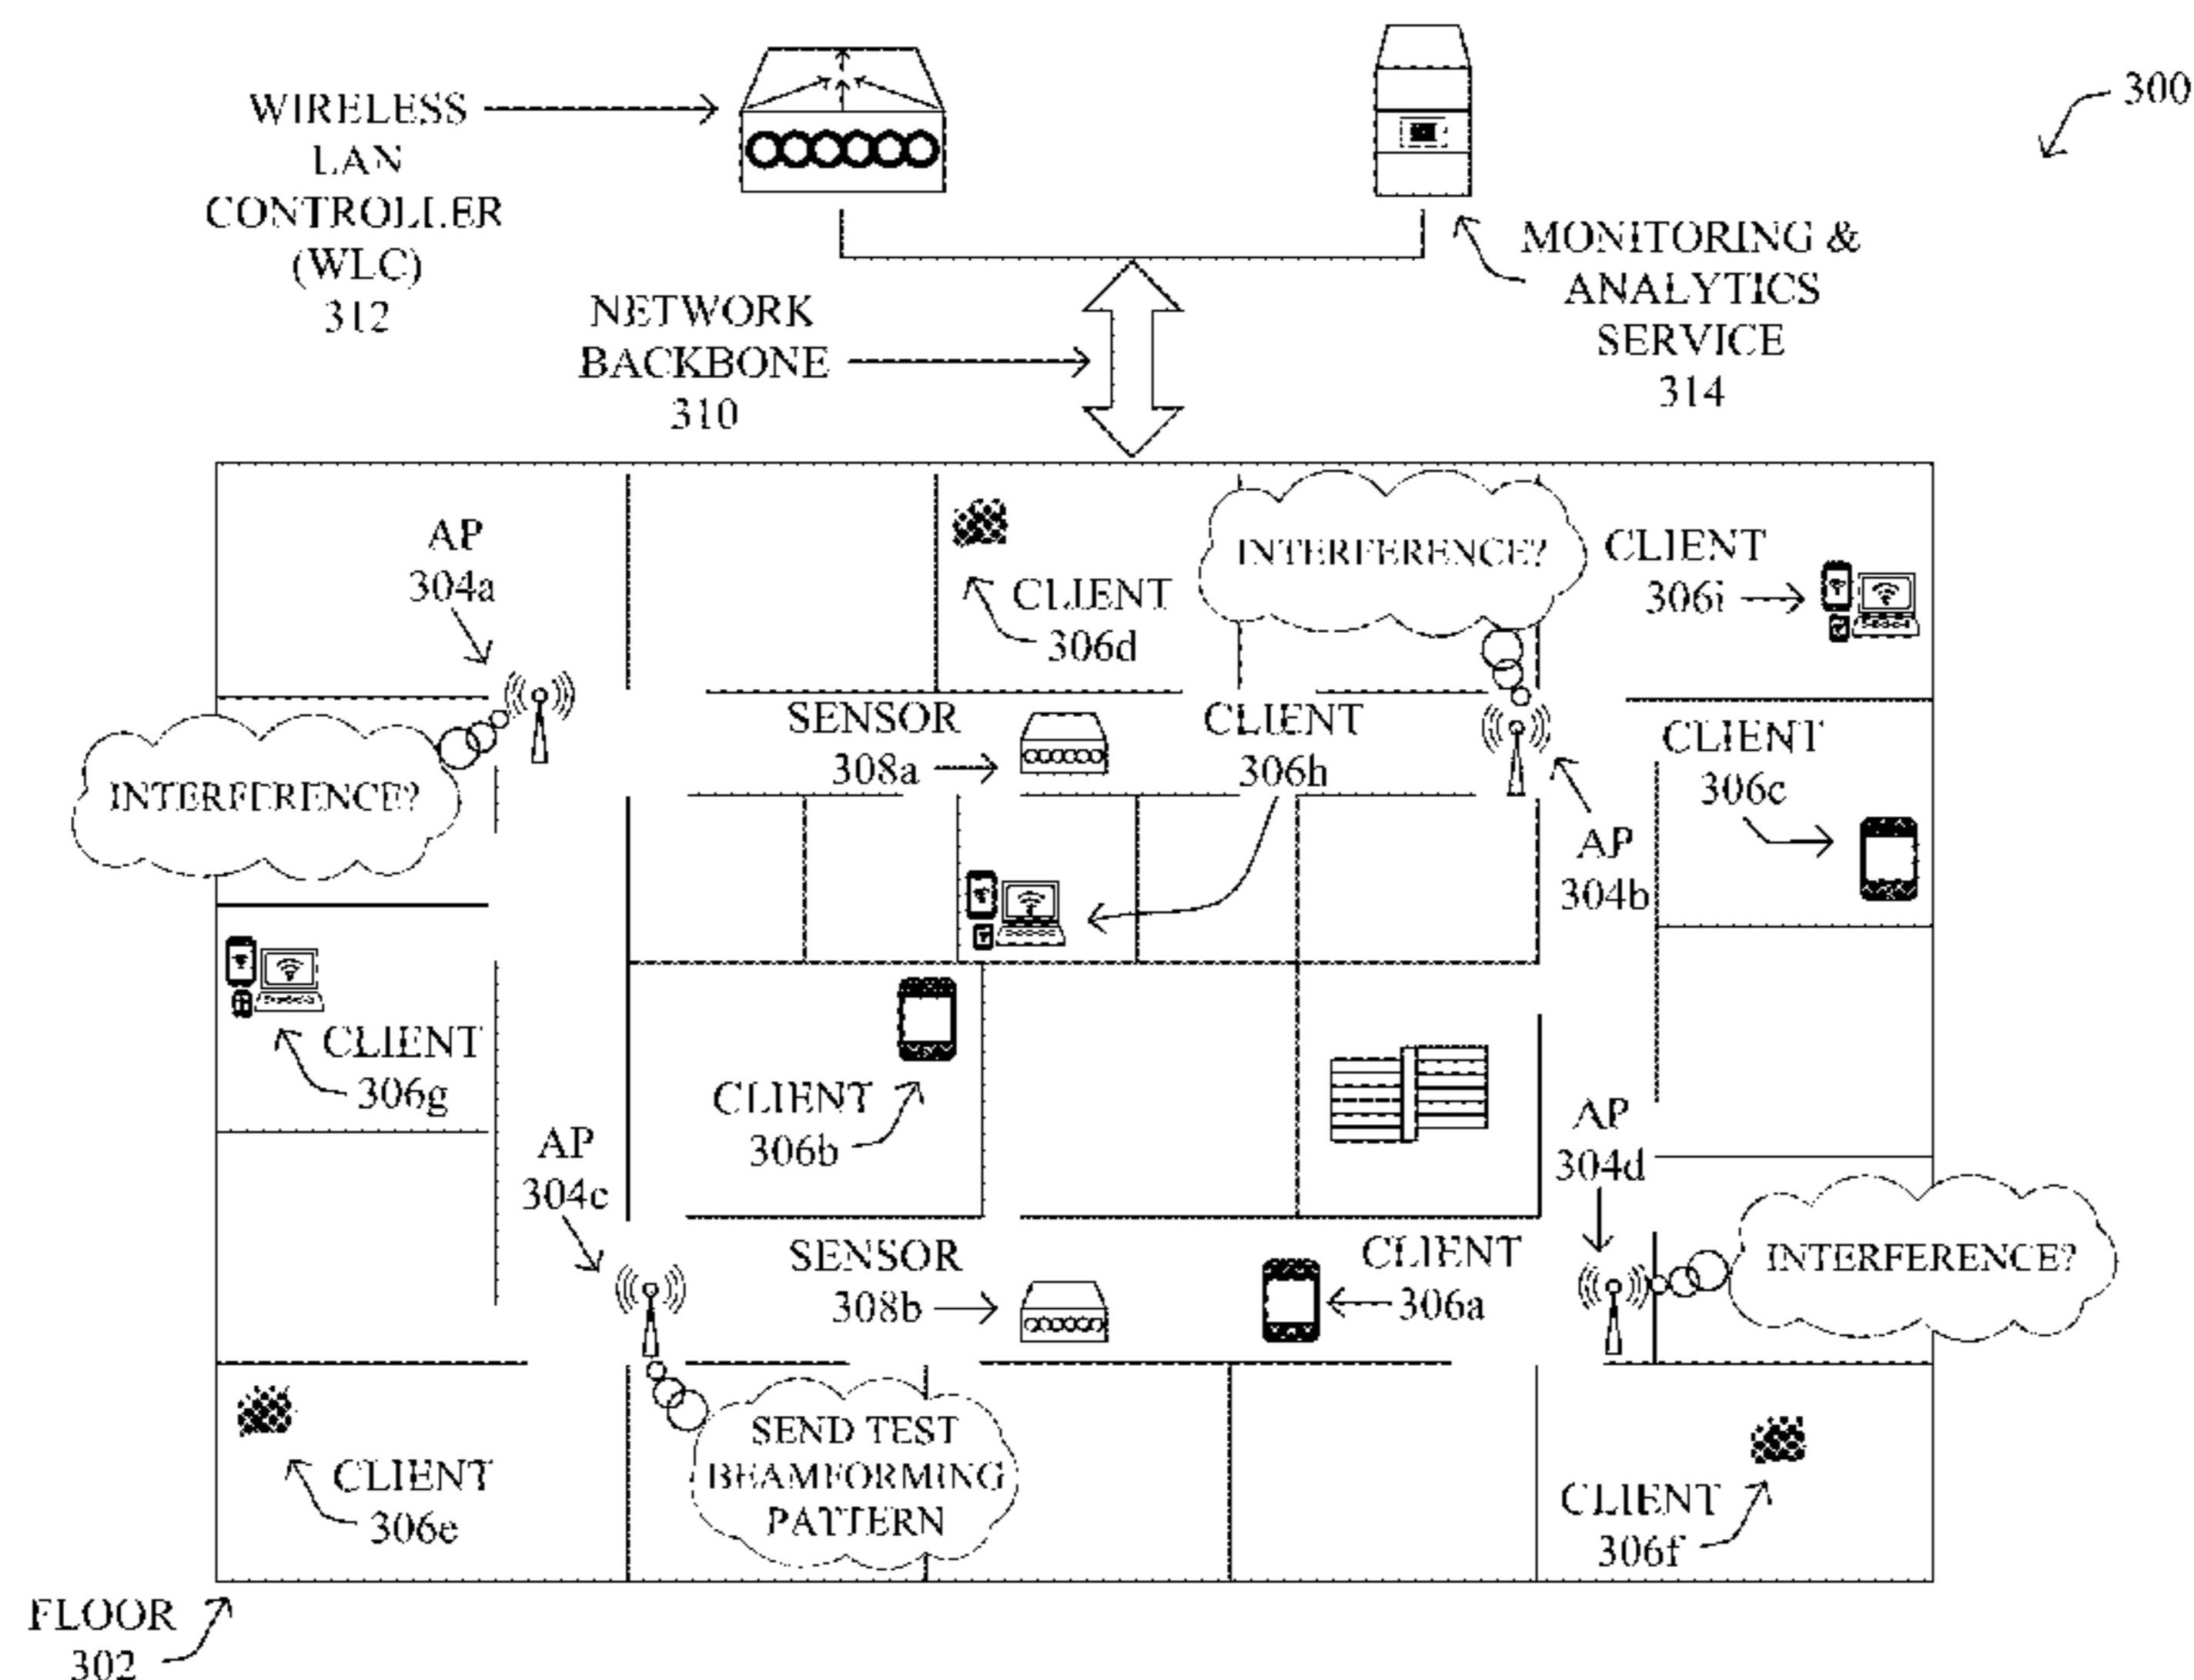 300
WIRELESS
LAN
CONTROLLER
(WLC)
312
MONITORING &
ANALYTICS
SERVICE
314
NETWORK
BACKBONE
310
AP
304a
INTERFERENCE?
CLIENT
306d
INTERFERENCE?
CLIENT
306i
SENSOR
308a
CLIENT
306h
CLIENT
306c
AP
304b
CLIENT
306g
CLIENT
306b
AP
304c
AP
304d
INTERFERENCE?
SENSOR
308b
CLIENT
306a
SEND TEST
BEAMFORMING
PATTERN
CLIENT
306e
CLIENT
306f
FLOOR
302